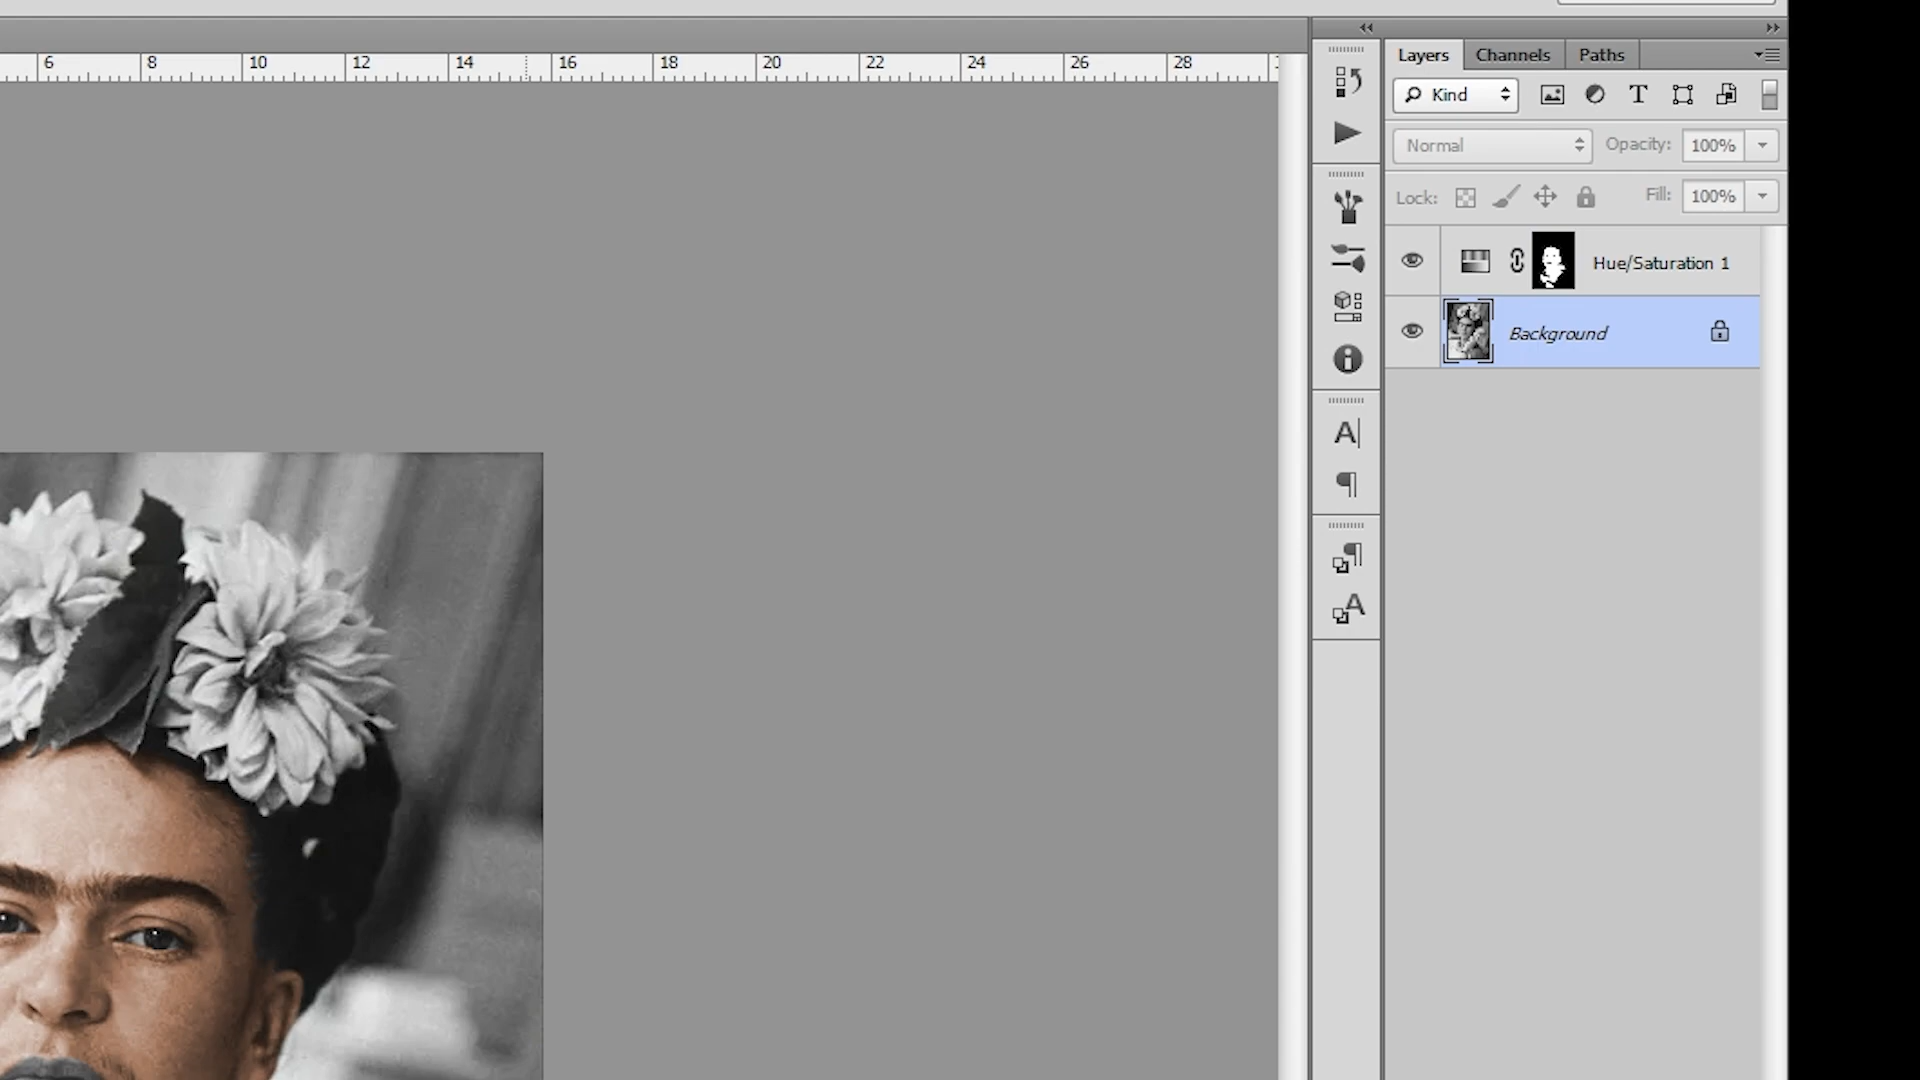 6 8 10 12 14 16 18 20 22 24 26 28
Layers Channels Paths
Kind
Normal Opacity: 100%
Lock: Fill: 100%
Hue/Saturation 1
Background